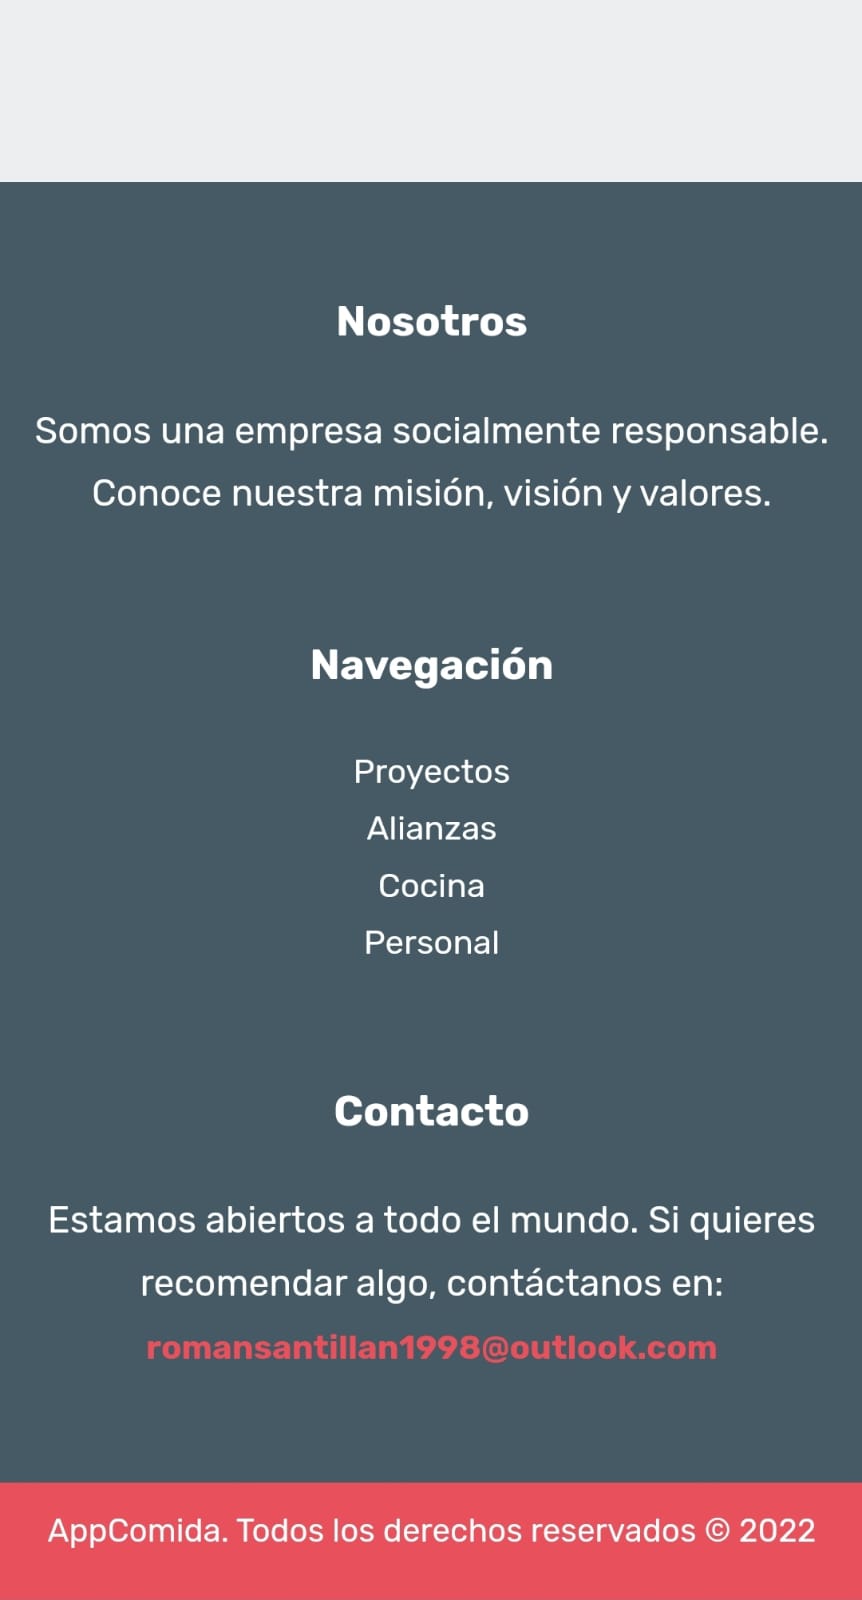 Nosotros
Somos una empresa socialmente responsable.
Conoce nuestra misión, visión y valores.
Navegación
Proyectos
Alianzas
Cocina
Personal
Contacto
Estamos abiertos a todo el mundo. Si quieres
recomendar algo, contáctanos en:
romansantillan1998@outlook.com
AppComida. Todos los derechos reservados © 2022